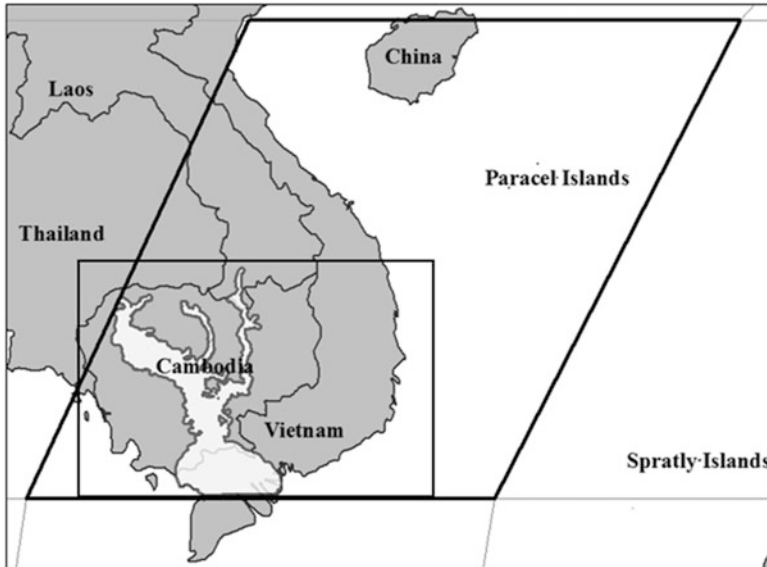 China
Laos
Paracel Islands
Thailand
Cambodia
Vietnam
Spratly Islands